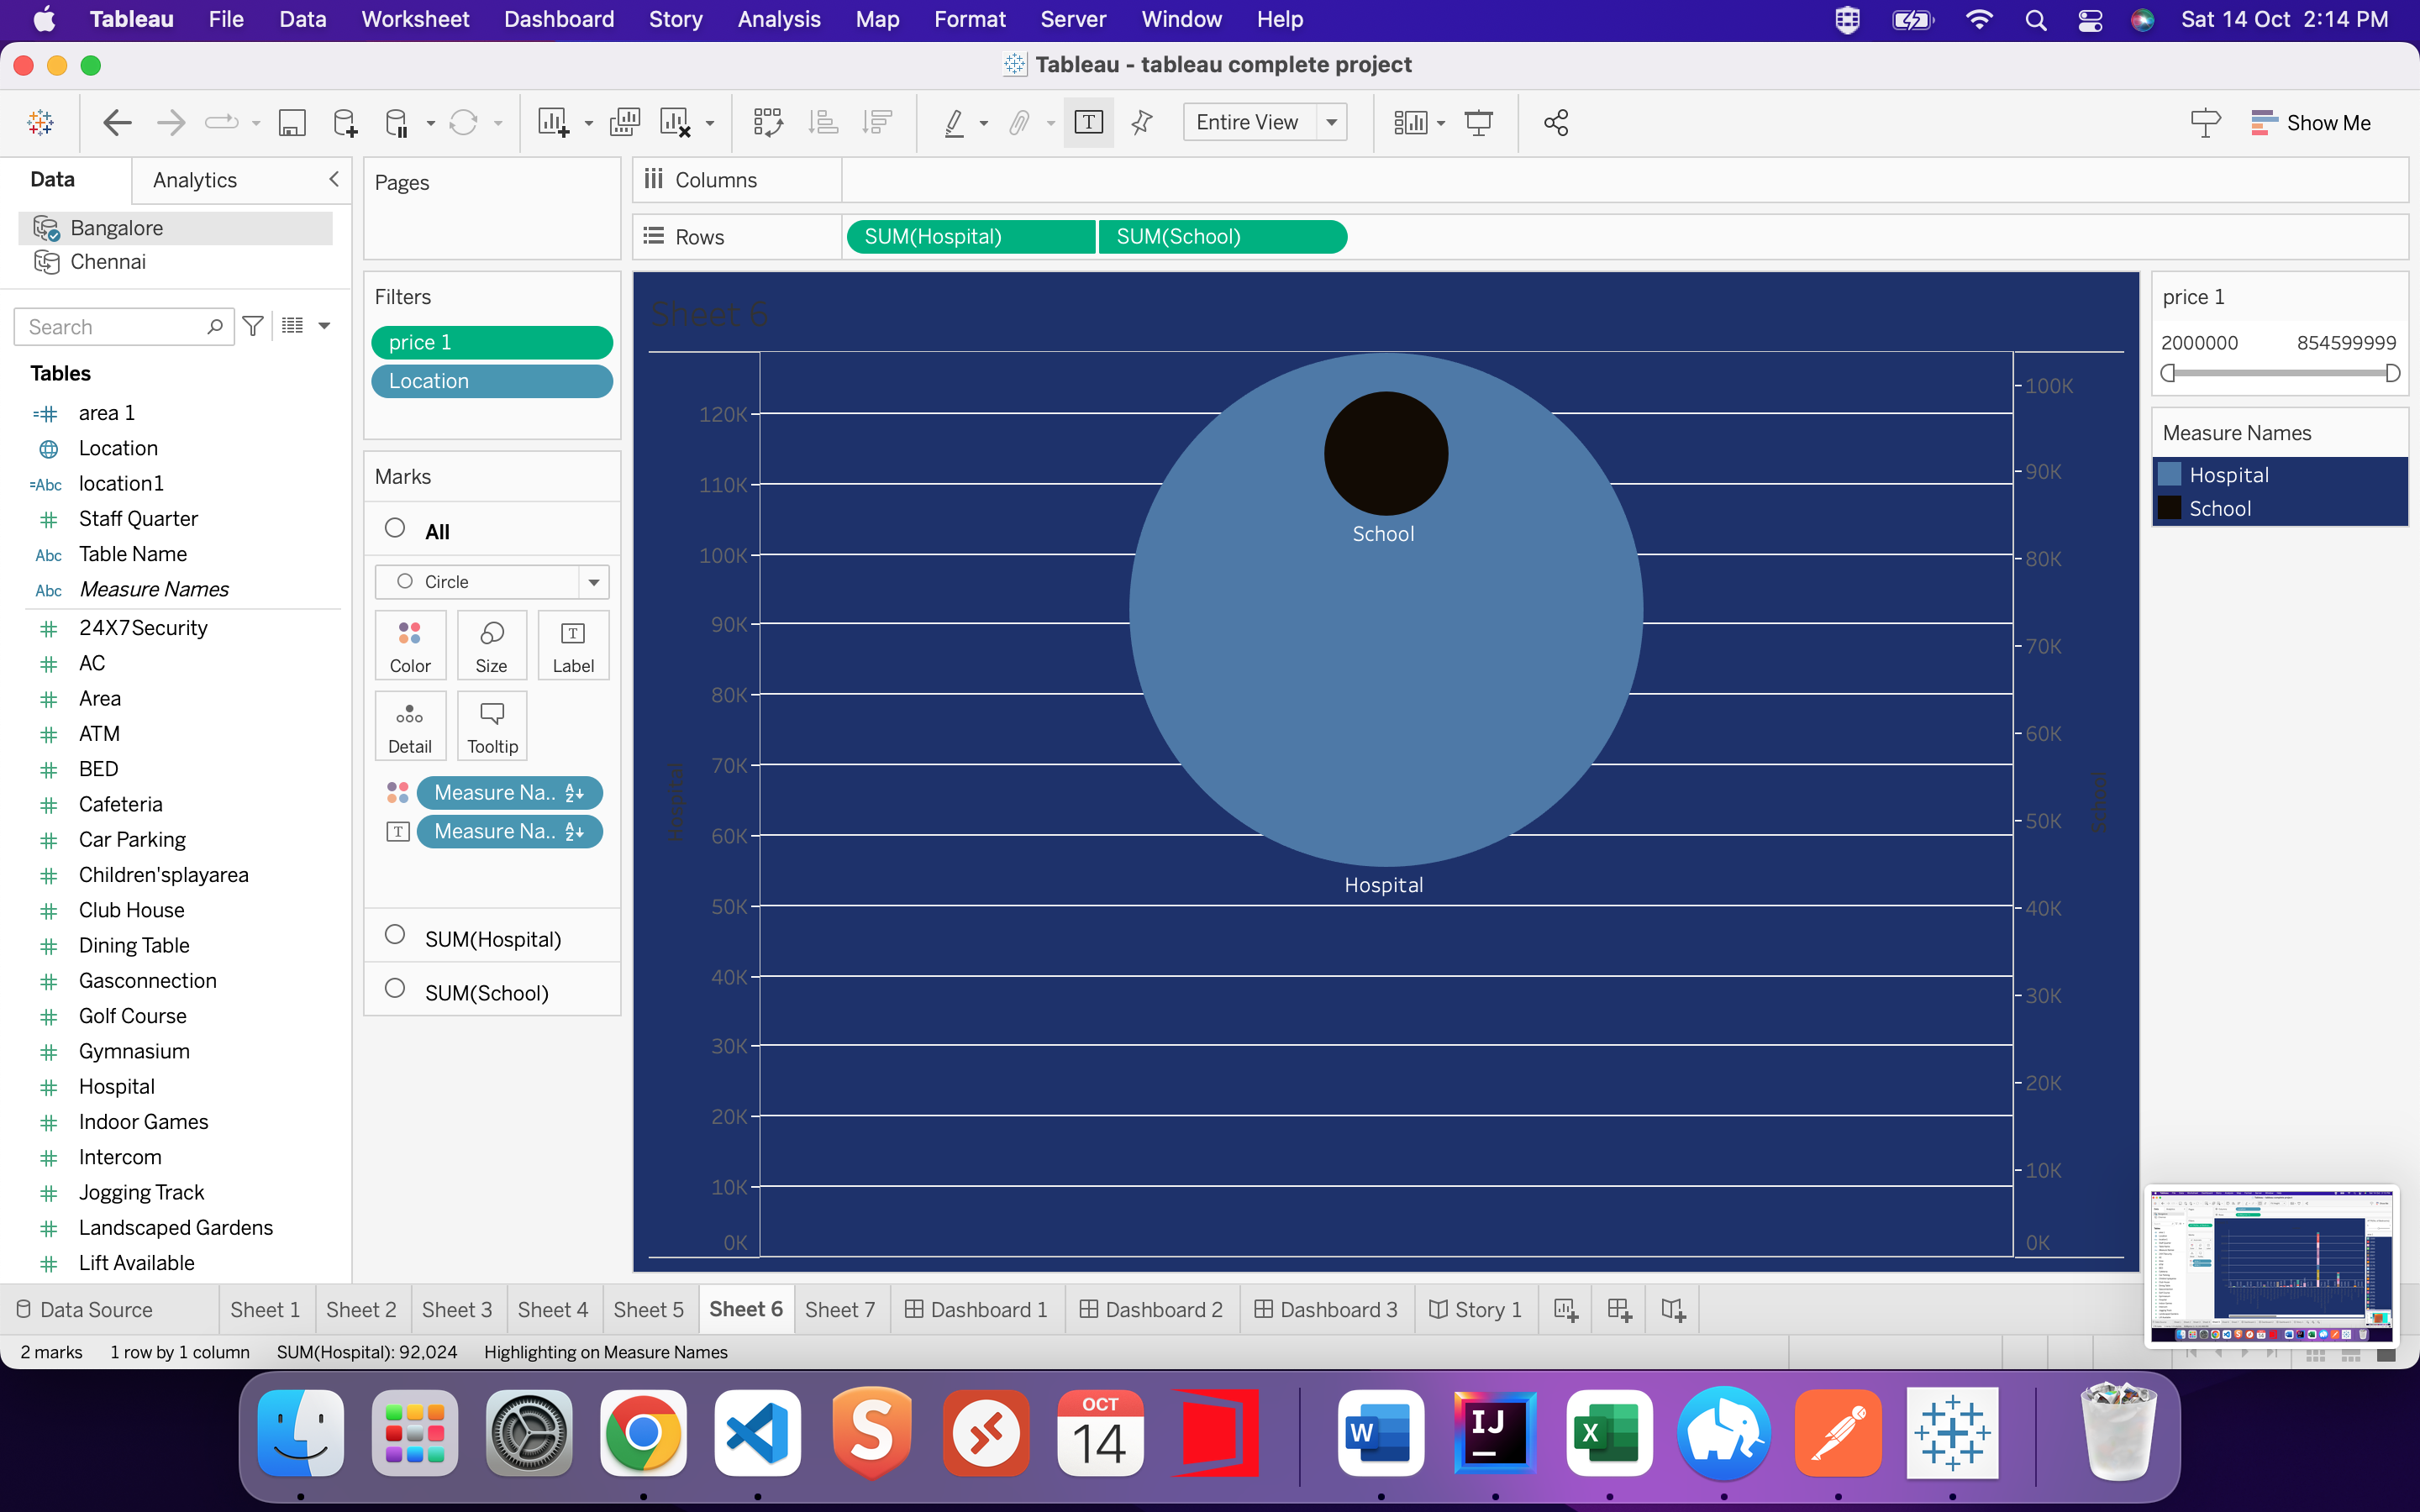 Tableau File Data Worksheet Dashboard Story Analysis Map Format Server Window Help Sat 14 Oct 2:14 PM
Tableau - tableau complete project
Entire View Show Me
Data Analytics
Bangalore
Chennai
Search
Tables
area 1
Location
=Abc location1
Staff Quarter
Abc Table Name
Abc Measure Names
24X7Security
AC
Area
ATM
BED
Cafeteria
Car Parking
Children'splayarea
Club House
Dining Table
Gasconnection
Golf Course
Gymnasium
Hospital
Indoor Games
Intercom
Jogging Track
Landscaped Gardens
Lift Available
Pages
Filters
price 1
Location
Marks
All
Circle
Color Size Label
Detail Tooltip
Measure Na..
Measure Na..
SUM(Hospital)
SUM(School)
Columns
Rows SUM(Hospital) SUM(School)
Sheet 6
120K
110K
100K
90K
80K
70K
60K
50K
40K
30K
20K
10K
0K
Hospital
School
Hospital
100K
90K
80K
70K
60K
50K
40K
30K
20K
10K
0K
School
price 1
2000000 854599999
Measure Names
Hospital
School
Data Source Sheet 1 Sheet 2 Sheet 3 Sheet 4 Sheet 5 Sheet 6 Sheet 7 Dashboard 1 Dashboard 2 Dashboard 3 Story 1
2 marks 1 row by 1 column SUM(Hospital): 92,024 Highlighting on Measure Names
OCT
14
W
IJ
X